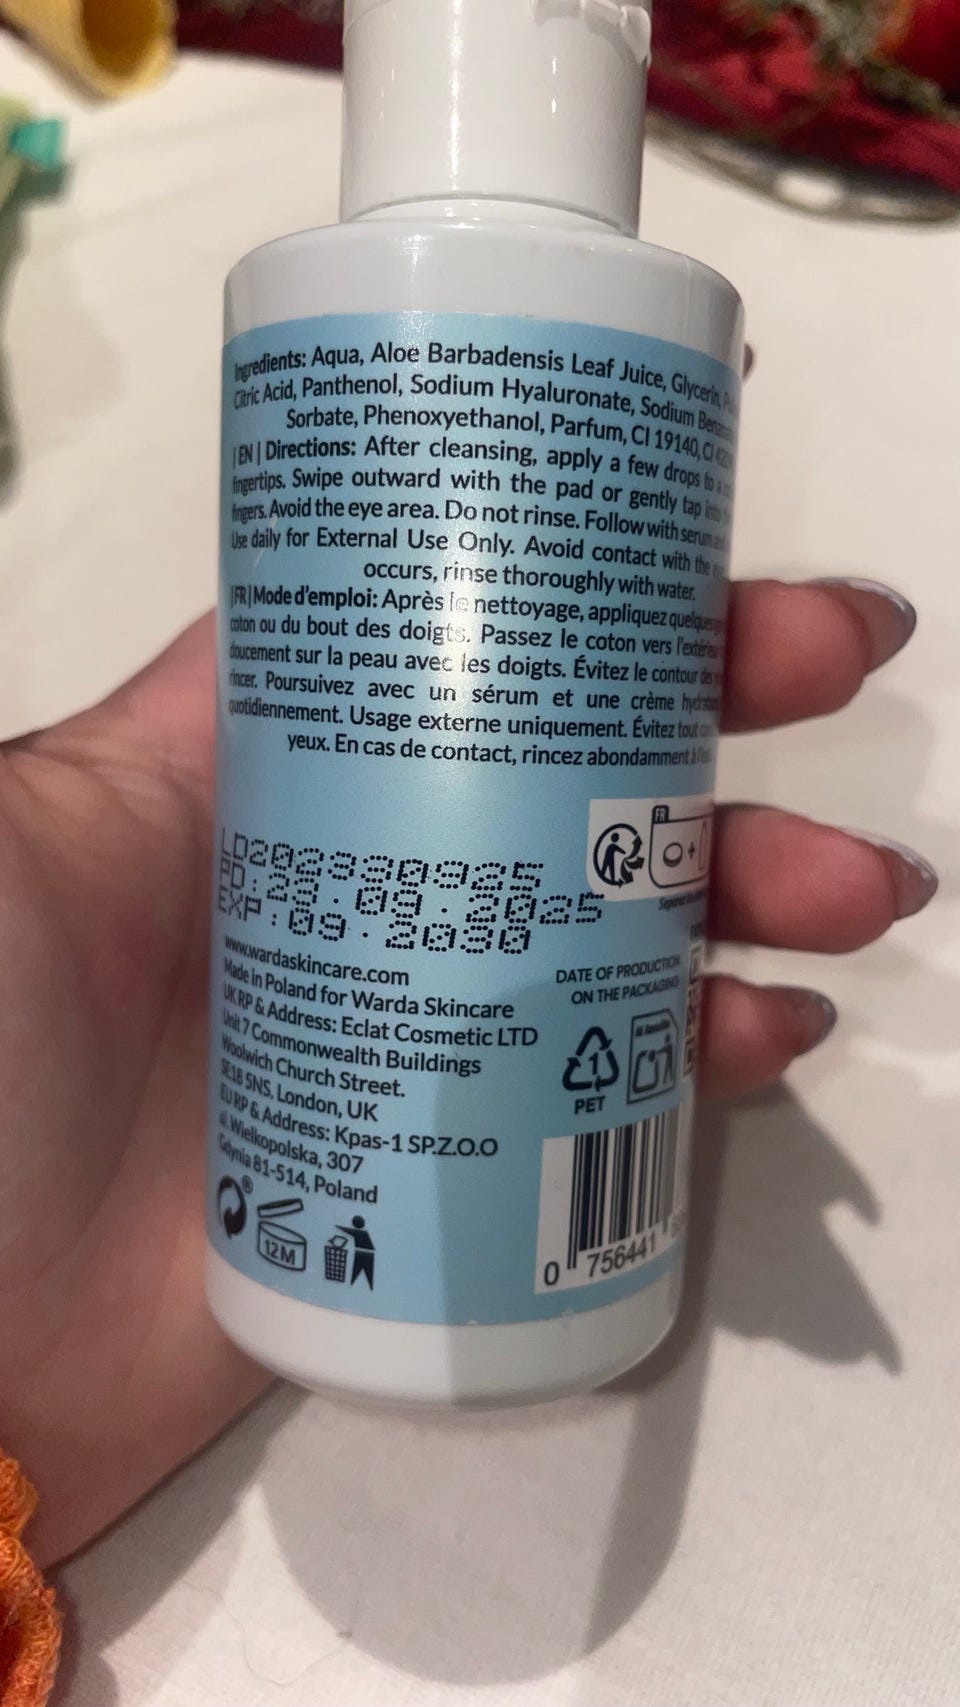 Ingredients: Aqua, Aloe Barbadensis Leaf Juice, Glycerin,
Citric Acid, Panthenol, Sodium Hyaluronate, Sodium
Sorbate, Phenoxyethanol, Parfum, CI 19140, CI
| EN | Directions: After cleansing, apply a few drops to a
fingertips. Swipe outward with the pad or gently tap into
fingers. Avoid the eye area. Do not rinse. Follow with serum
Use daily for External Use Only. Avoid contact with the
occurs, rinse thoroughly with water.
|FR| Mode d'emploi: Après le nettoyage, appliquez quelques
coton ou du bout des doigts. Passez le coton vers l'extérieur
doucement sur la peau avec les doigts. Évitez le contour des
rincer. Poursuivez avec un sérum et une crème
quotidiennement. Usage externe uniquement. Évitez tout
yeux. En cas de contact, rincez abondamment à
FR
+
LD202330925
PD:23.09.2025
EXP:09.2030
www.wardaskincare.com
Made in Poland for Warda Skincare
UK RP & Address: Eclat Cosmetic LTD
Unit 7 Commonwealth Buildings
Woolwich Church Street.
SE18 5NS, London, UK
EU RP & Address: Kpas-1 SP.Z.O.O
ul. Wielkopolska, 307
Gdynia 81-514, Poland
DATE OF PRODUCTION
ON THE PACKAGING
1
PET
®
12M
0 756441